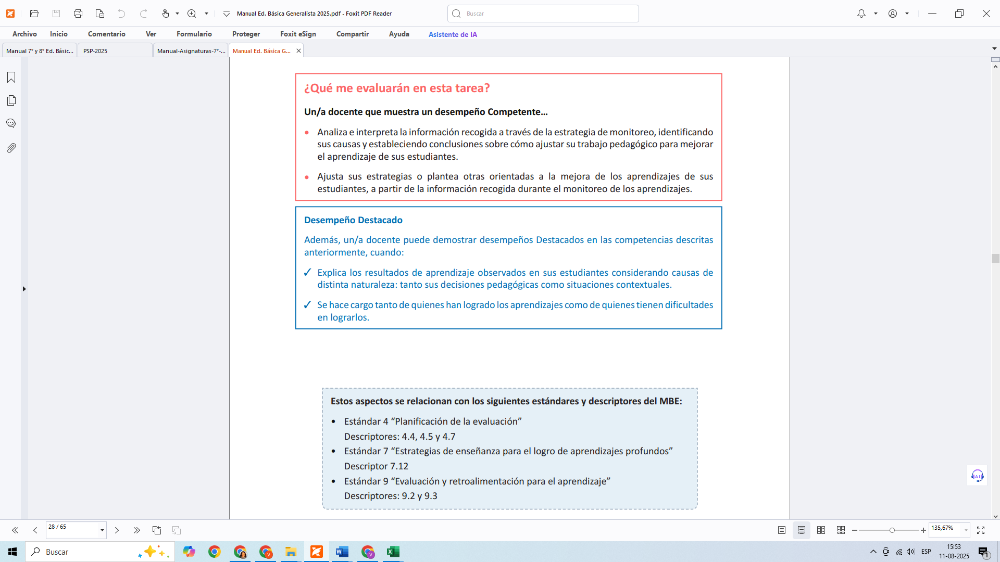 Manual Ed. Básica Generalista 2025.pdf - Foxit PDF Reader
Buscar
Archivo
Inicio
Comentario
Ver
Formulario
Proteger
Foxit eSign
Compartir
Ayuda
Asistente de IA
Manual 7° y 8° Ed. Básic...
PSP-2025
Manual-Asignaturas-7°-...
Manual Ed. Básica G...
¿Qué me evaluarán en esta tarea?
Un/a docente que muestra un desempeño Competente...
• Analiza e interpreta la información recogida a través de la estrategia de monitoreo, identificando
sus causas y estableciendo conclusiones sobre cómo ajustar su trabajo pedagógico para mejorar
el aprendizaje de sus estudiantes.
• Ajusta sus estrategias o plantea otras orientadas a la mejora de los aprendizajes de sus
estudiantes, a partir de la información recogida durante el monitoreo de los aprendizajes.
Desempeño Destacado
Además, un/a docente puede demostrar desempeños Destacados en las competencias descritas
anteriormente, cuando:
✓ Explica los resultados de aprendizaje observados en sus estudiantes considerando causas de
distinta naturaleza: tanto sus decisiones pedagógicas como situaciones contextuales.
✓ Se hace cargo tanto de quienes han logrado los aprendizajes como de quienes tienen dificultades
en lograrlos.
Estos aspectos se relacionan con los siguientes estándares y descriptores del MBE:
• Estándar 4 “Planificación de la evaluación”
Descriptores: 4.4, 4.5 y 4.7
• Estándar 7 “Estrategias de enseñanza para el logro de aprendizajes profundos”
Descriptor 7.12
• Estándar 9 “Evaluación y retroalimentación para el aprendizaje”
Descriptores: 9.2 y 9.3
AI
28 / 65
135,67%
Buscar
ESP
15:53
11-08-2025
1